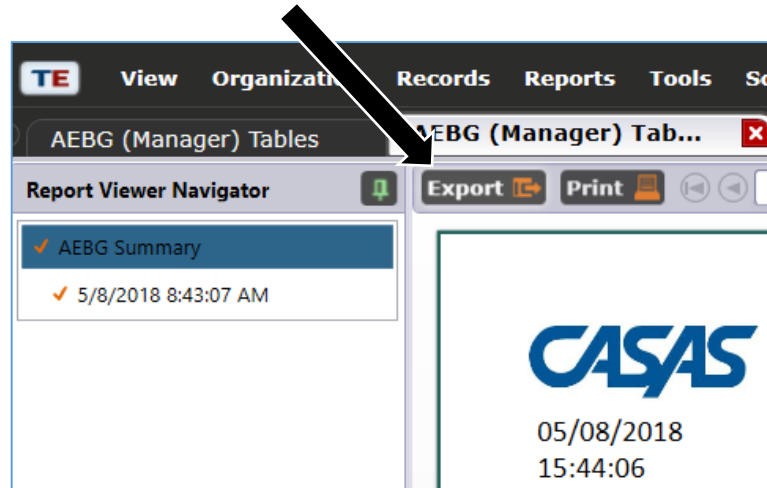 TE View Organizati Records Reports Tools Sc
AEBG (Manager) Tables AEBG (Manager) Tab... X
Report Viewer Navigator Export Print
AEBG Summary
5/8/2018 8:43:07 AM
CASAS
05/08/2018
15:44:06